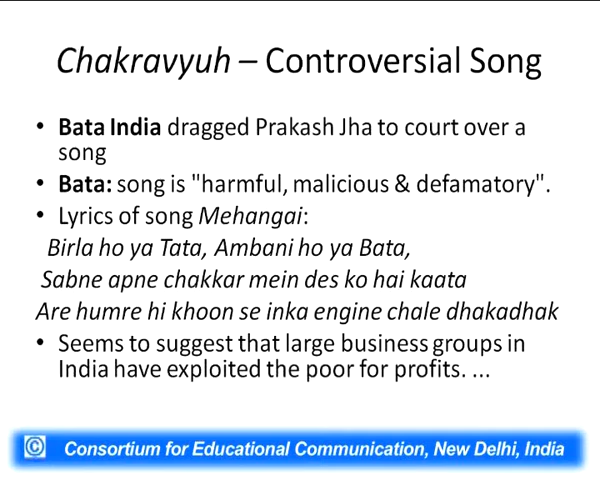 Chakravyuh – Controversial Song
• Bata India dragged Prakash Jha to court over a
song
• Bata: song is "harmful, malicious & defamatory".
• Lyrics of song Mehangai:
Birla ho ya Tata, Ambani ho ya Bata,
Sabne apne chakkar mein des ko hai kaata
Are humre hi khoon se inka engine chale dhakadhak
• Seems to suggest that large business groups in
India have exploited the poor for profits. ...
© Consortium for Educational Communication, New Delhi, India